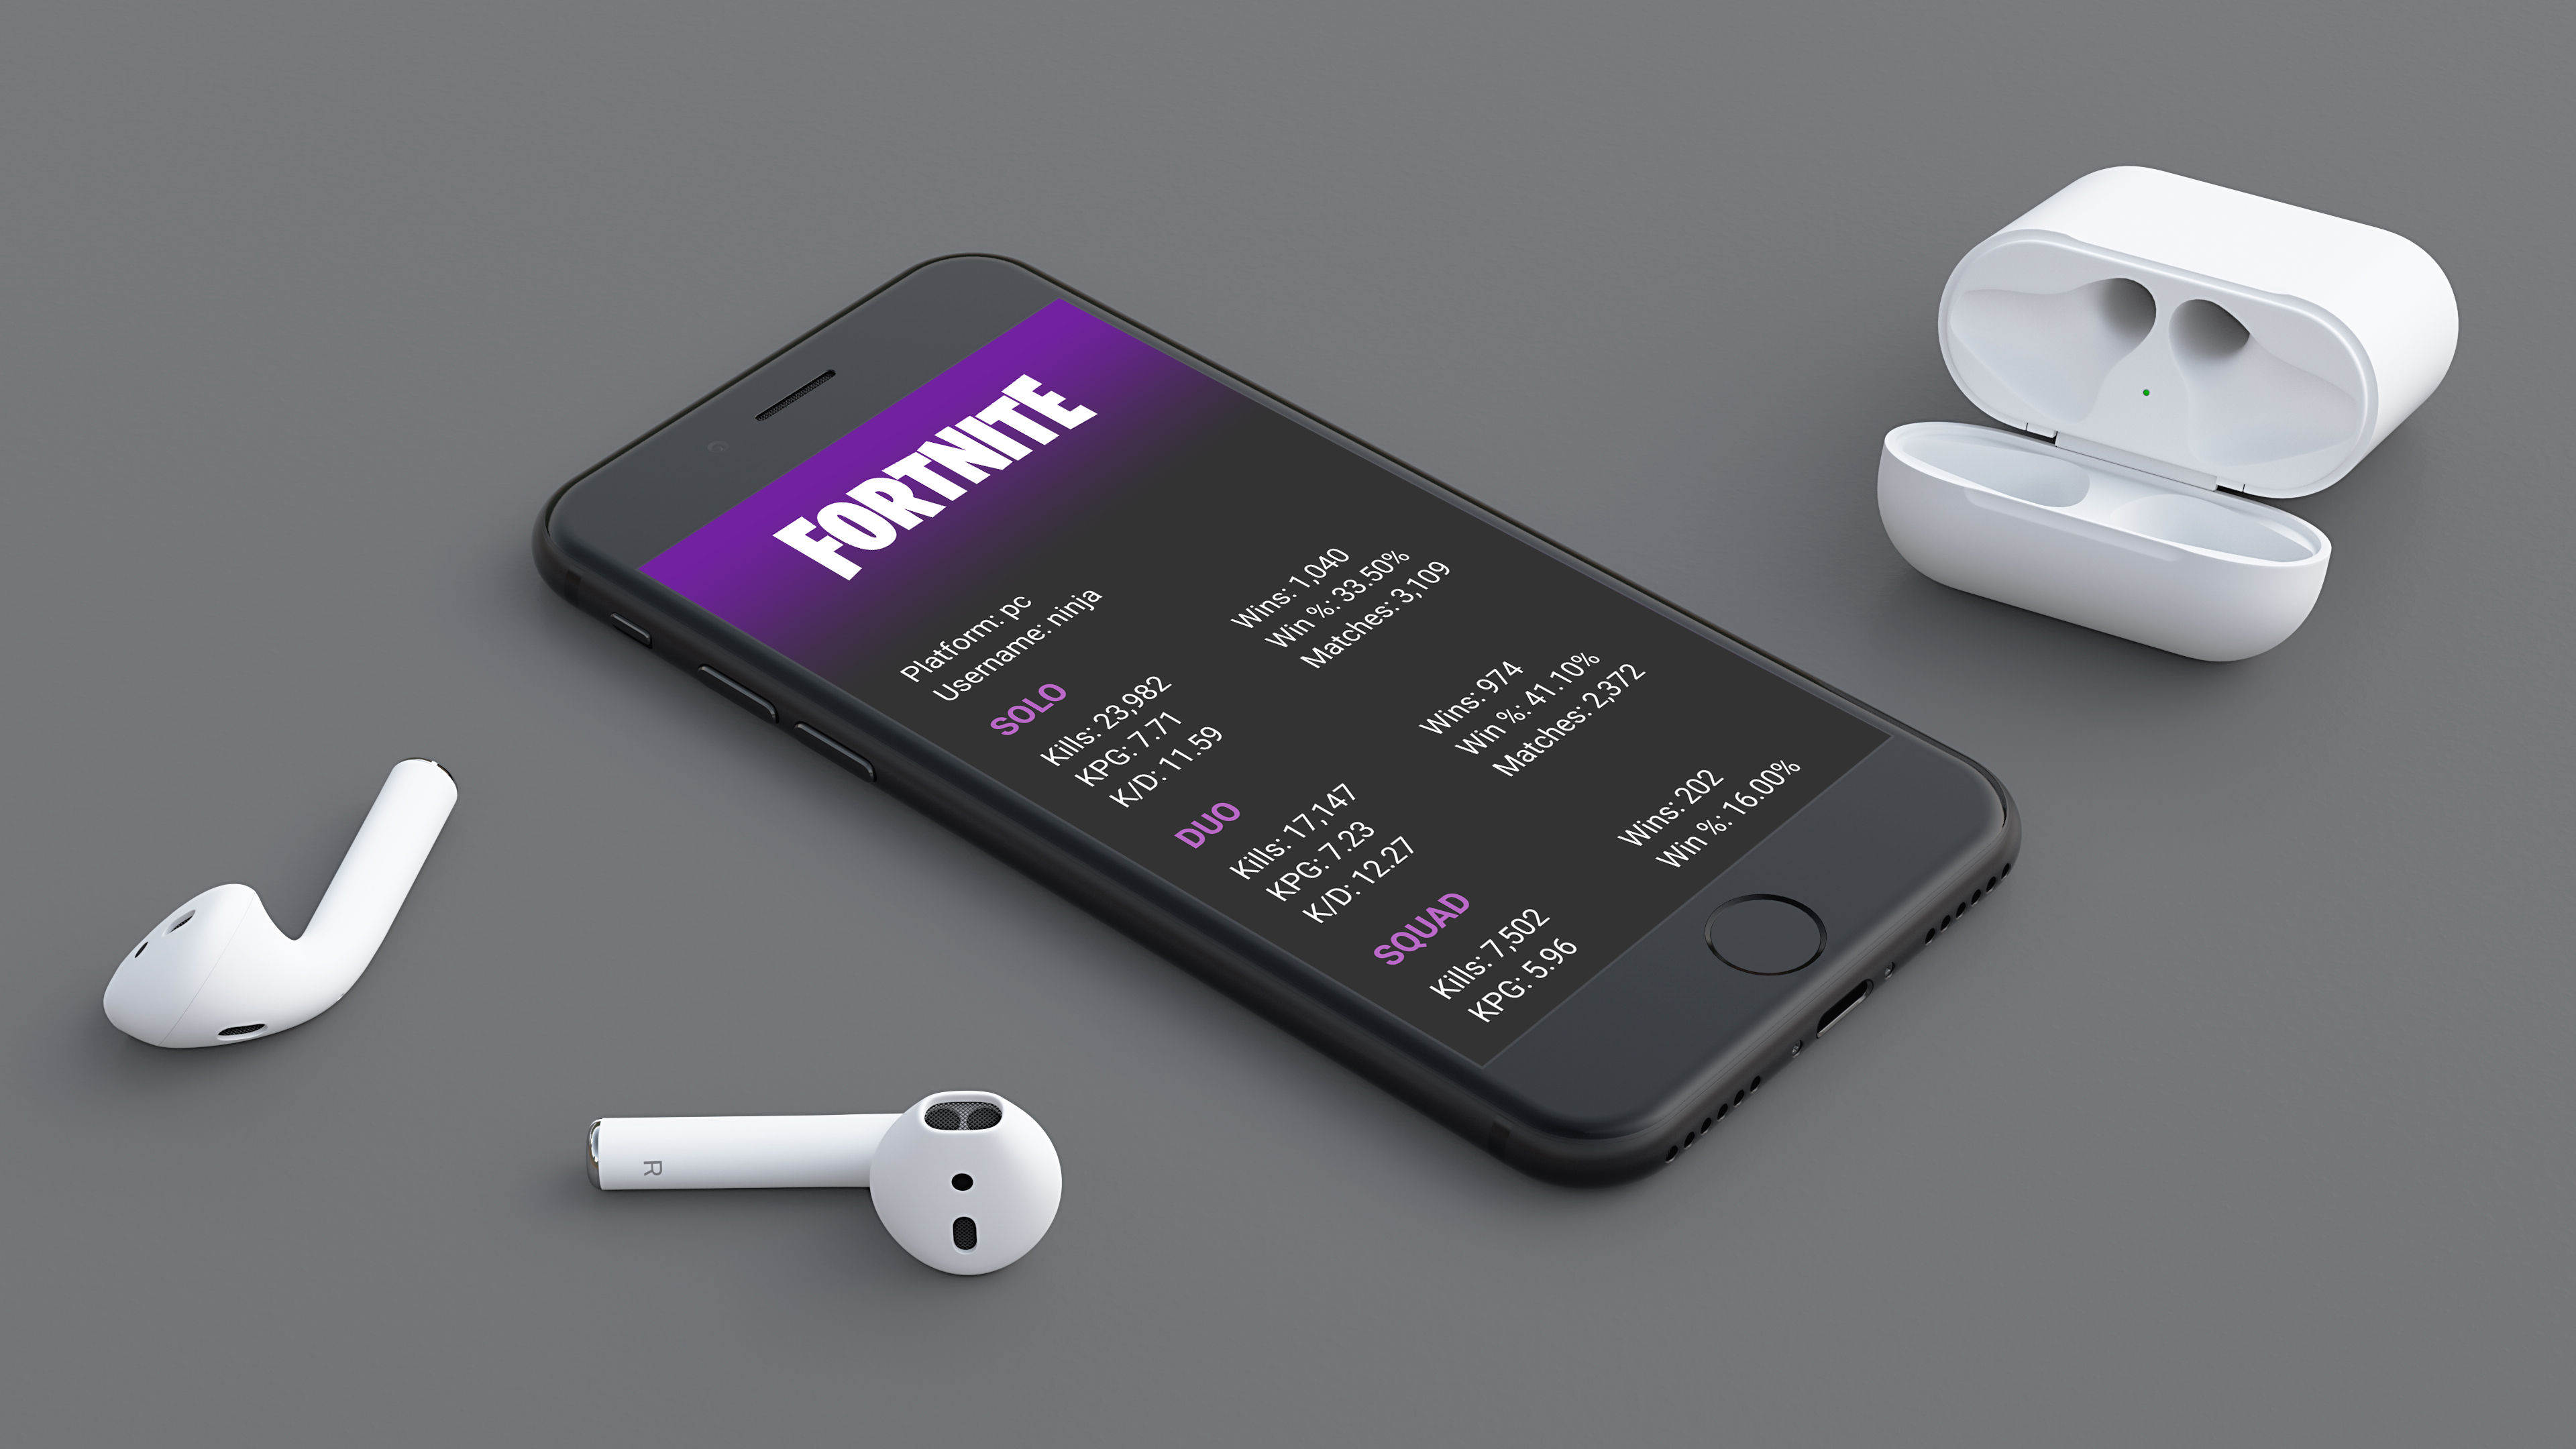 FORTNITE
Platform: pc
Username: ninja
SOLO
Kills: 23,982
KPG: 7.71
K/D: 11.59
Wins: 1,040
Win %: 33.50%
Matches: 3,109
DUO
Kills: 17,147
KPG: 7.23
K/D: 12.27
Wins: 974
Win %: 41.10%
Matches: 2,372
SQUAD
Kills: 7,502
KPG: 5.96
Wins: 202
Win %: 16.00%
R